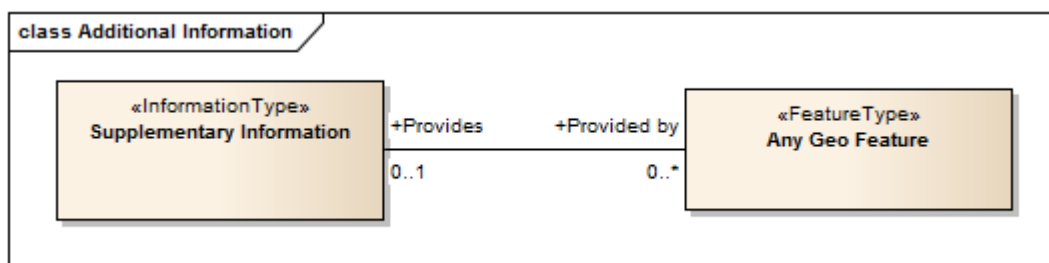 class Additional Information
«InformationType»
Supplementary Information
+Provides
0..1
+Provided by
0..*
«FeatureType»
Any Geo Feature